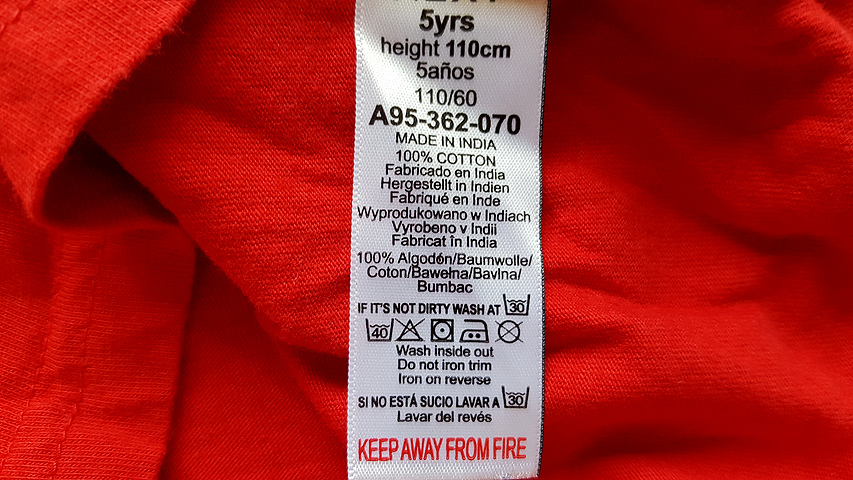 5yrs
height 110cm
5años
110/60
A95-362-070
MADE IN INDIA
100% COTTON
Fabricado en India
Hergestellt in Indien
Fabriqué en Inde
Wyprodukowano w Indiach
Vyrobeno v Indii
Fabricat în India
100% Algodón/Baumwolle/
Coton/Bawełna/Bavlna/
Bumbac
IF IT'S NOT DIRTY WASH AT 30
40
Wash inside out
Do not iron trim
Iron on reverse
SI NO ESTÁ SUCIO LAVAR A 30
Lavar del revés
KEEP AWAY FROM FIRE